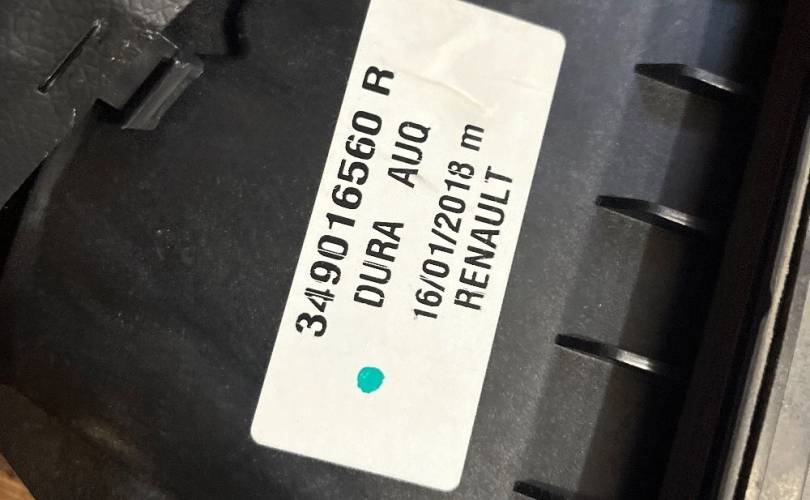 349016560 R
DURA AUQ
16/01/2018 m
RENAULT